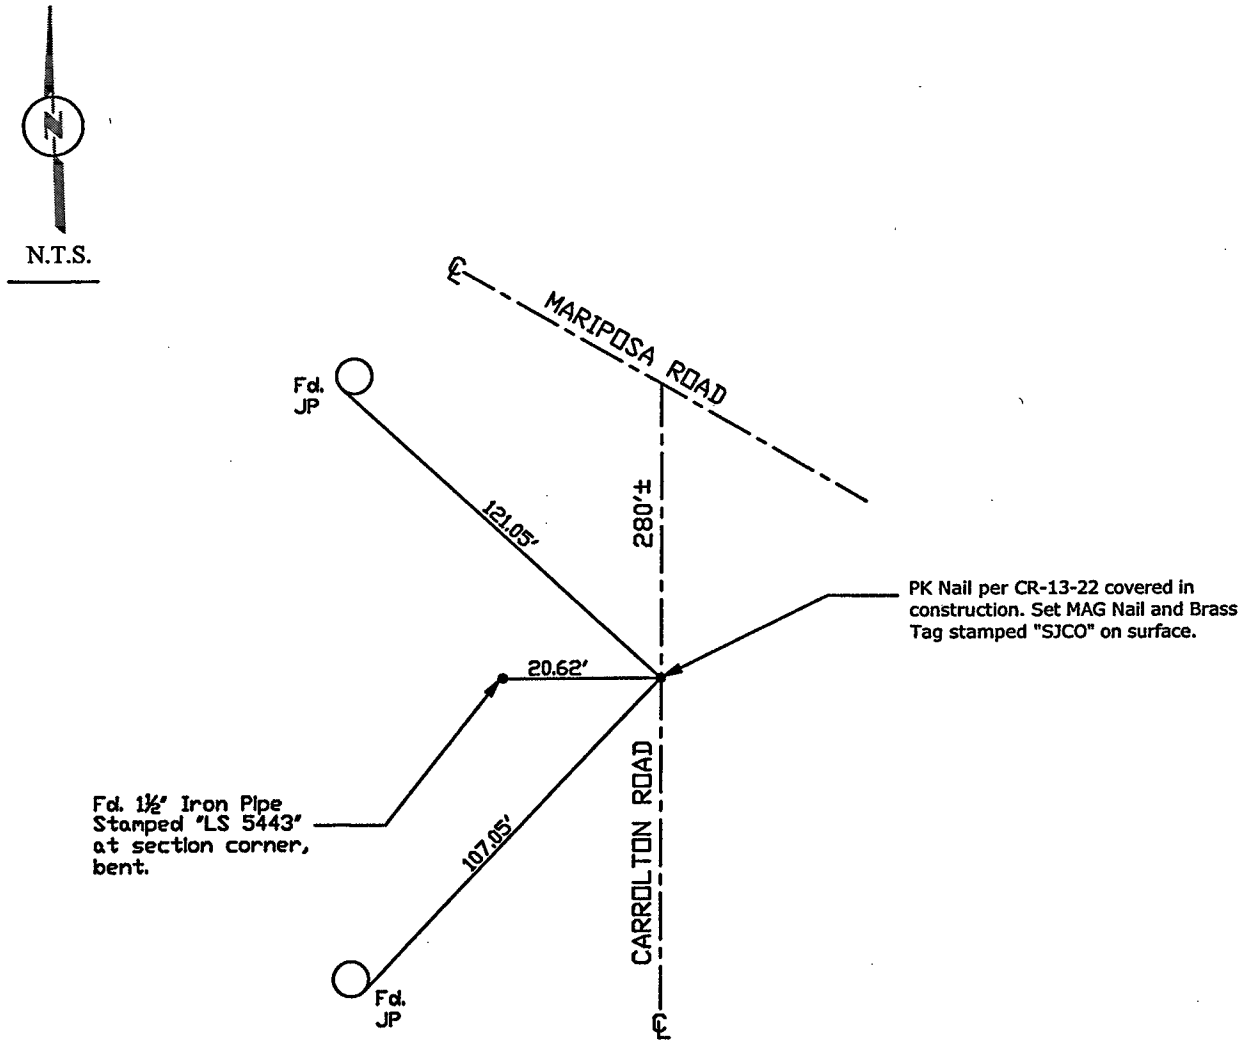 N
N.T.S.
℄
MARIPOSA ROAD
Fd.
JP
121.05'
280'±
PK Nail per CR-13-22 covered in
construction. Set MAG Nail and Brass
Tag stamped "SJCO" on surface.
20.62'
Fd. 1½" Iron Pipe
Stamped "LS 5443"
at section corner,
bent.
107.05'
CARROLTON ROAD
Fd.
JP
℄